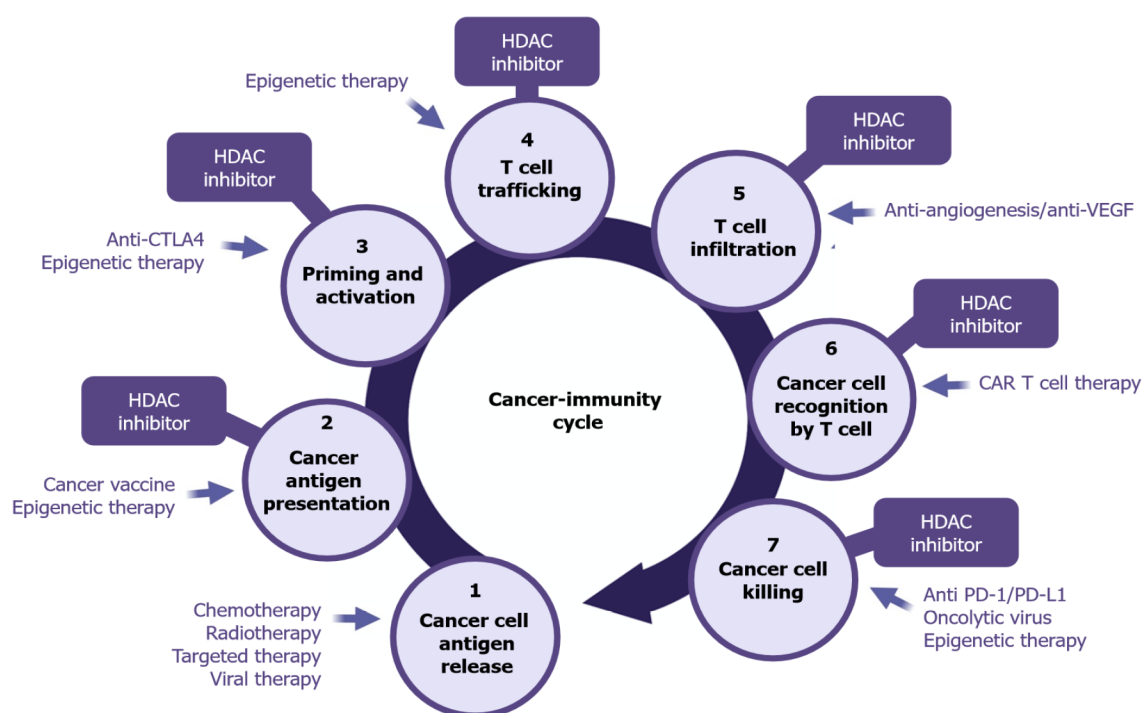 HDAC
inhibitor
Epigenetic therapy
4
T cell
trafficking
HDAC
inhibitor
5
T cell
infiltration
Anti-angiogenesis/anti-VEGF
HDAC
inhibitor
Anti-CTLA4
Epigenetic therapy
3
Priming and
activation
HDAC
inhibitor
6
Cancer cell
recognition
by T cell
CAR T cell therapy
Cancer-immunity
cycle
HDAC
inhibitor
2
Cancer
antigen
presentation
Cancer vaccine
Epigenetic therapy
HDAC
inhibitor
7
Cancer cell
killing
Anti PD-1/PD-L1
Oncolytic virus
Epigenetic therapy
1
Cancer cell
antigen
release
Chemotherapy
Radiotherapy
Targeted therapy
Viral therapy